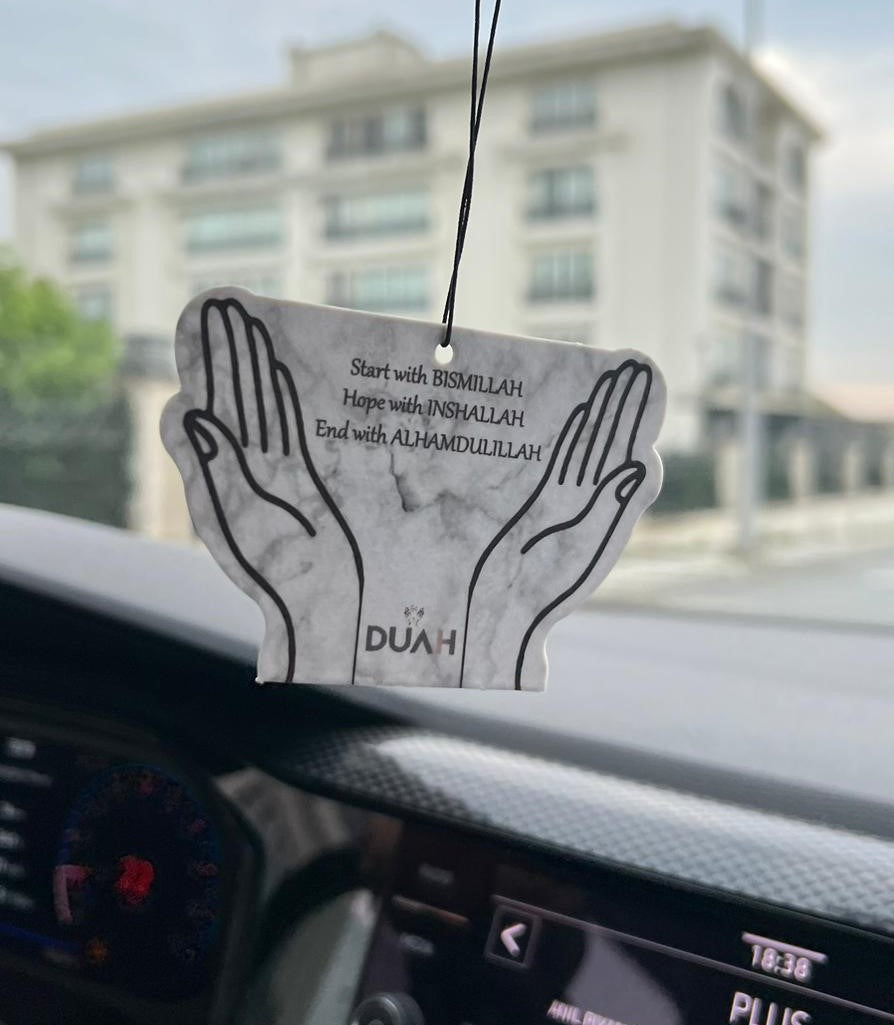 Start with BISMILLAH
Hope with INSHALLAH
End with ALHAMDULILLAH
DUAH
18:38
PLUS